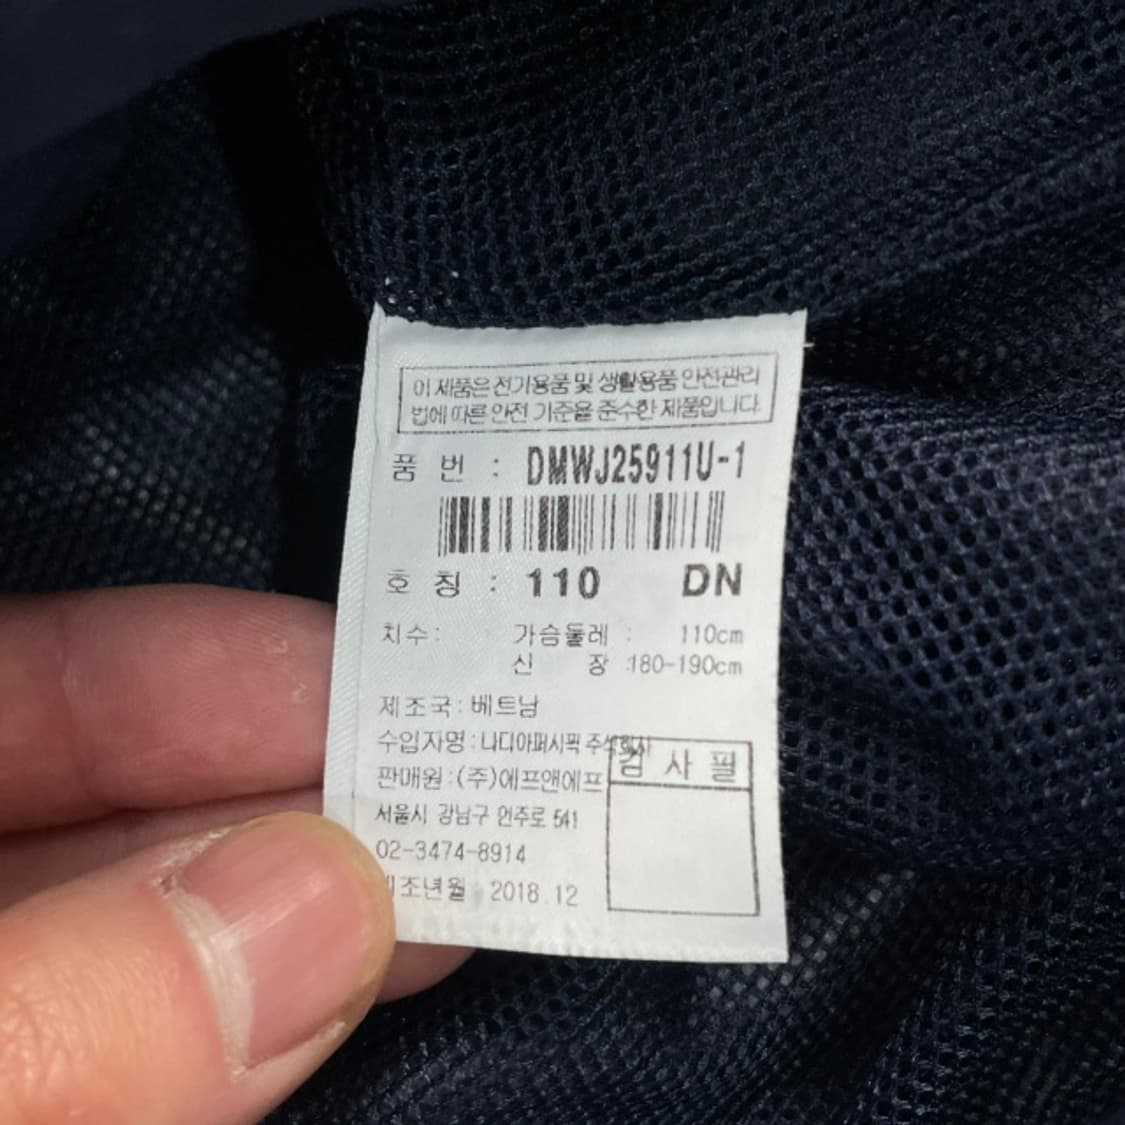 이 제품은 전기용품 및 생활용품 안전관리
법에 따른 안전 기준을 준수한 제품입니다.
품 번 : DMWJ25911U-1
호 칭 : 110 DN
치수: 가슴둘레 : 110cm
신 장 :180-190cm
제조국 : 베트남
수입자명 : 나디아퍼시픽 주식회사
검 사 필
판매원 : (주)에프앤에프
서울시 강남구 언주로 541
02-3474-8914
조년월 2018.12